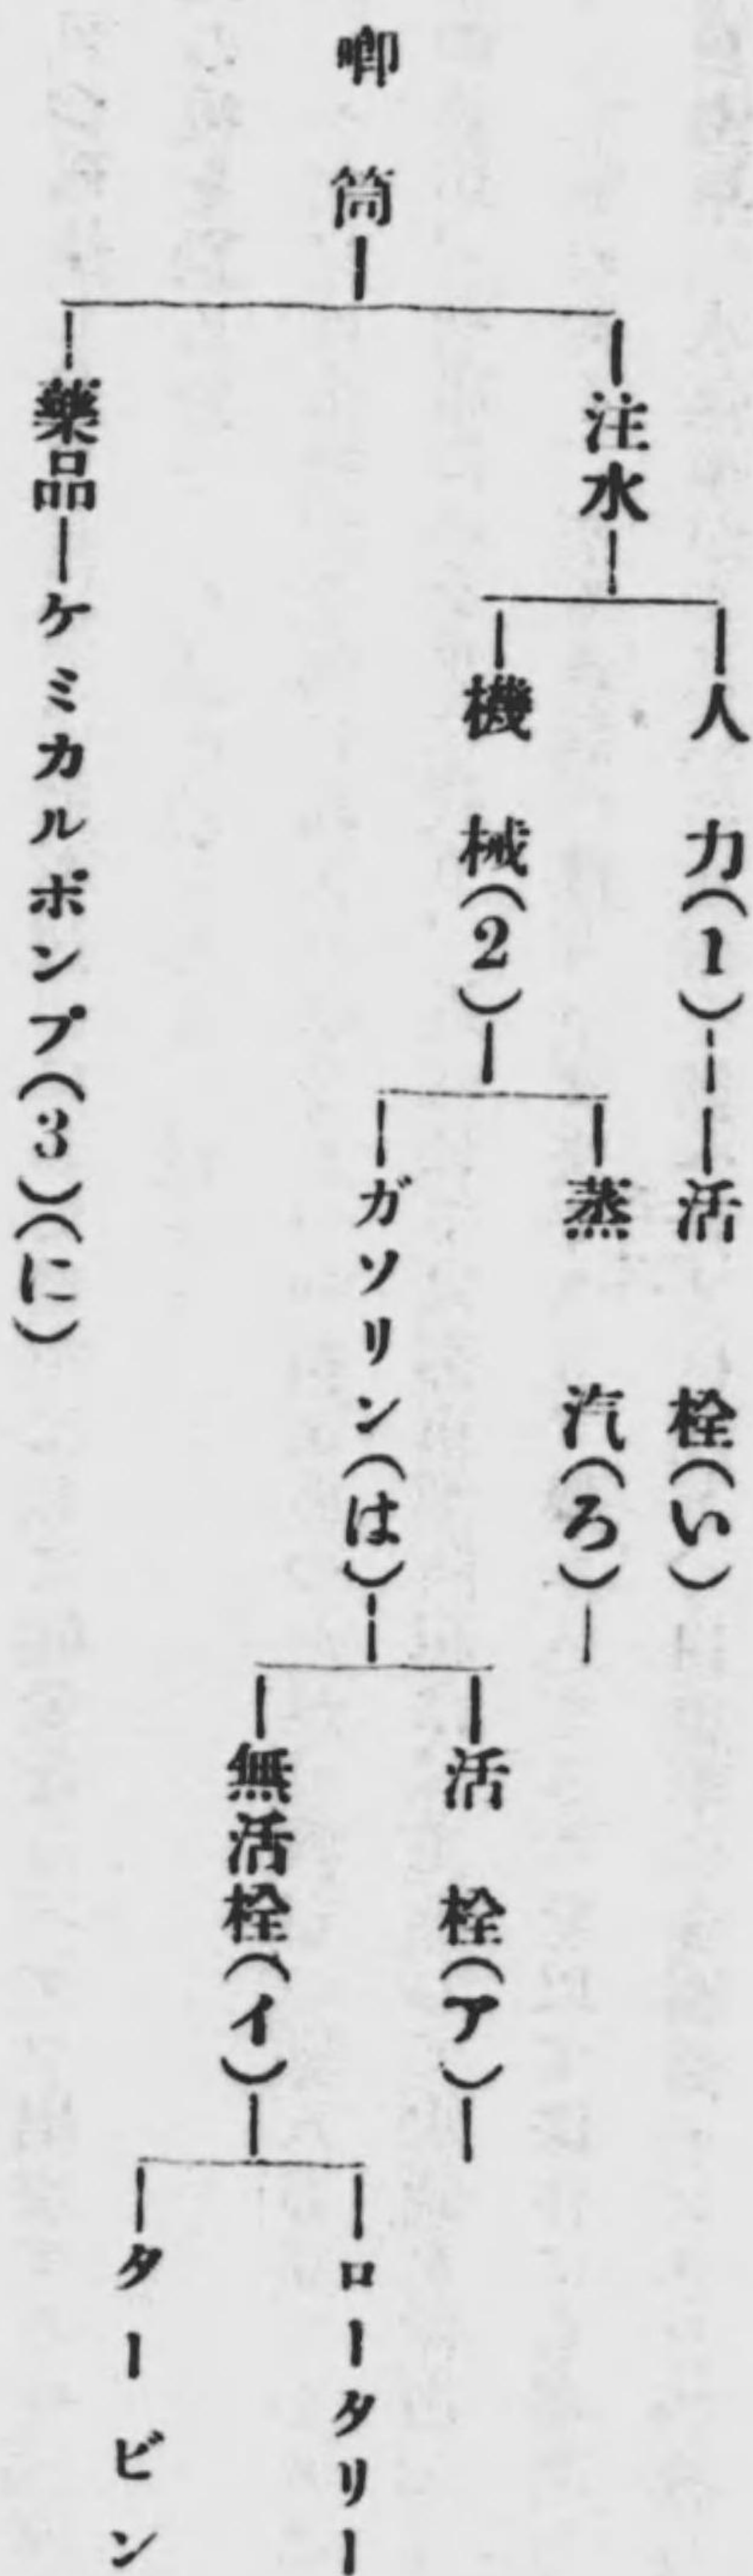 喞筒
注水
人力(1)
活栓(い)
機械(2)
蒸汽(ろ)
ガソリン(は)
活栓(ア)
無活栓(イ)
ロータリー
タービン
藥品
ケミカルポンプ(3)(に)